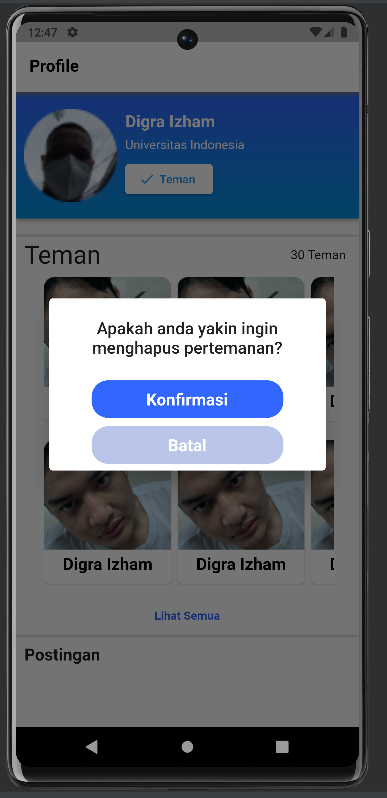 12:47
Profile
Digra Izham
Universitas Indonesia
Teman
Teman
30 Teman
Apakah anda yakin ingin
menghapus pertemanan?
Konfirmasi
Batal
Digra Izham
Digra Izham
Lihat Semua
Postingan